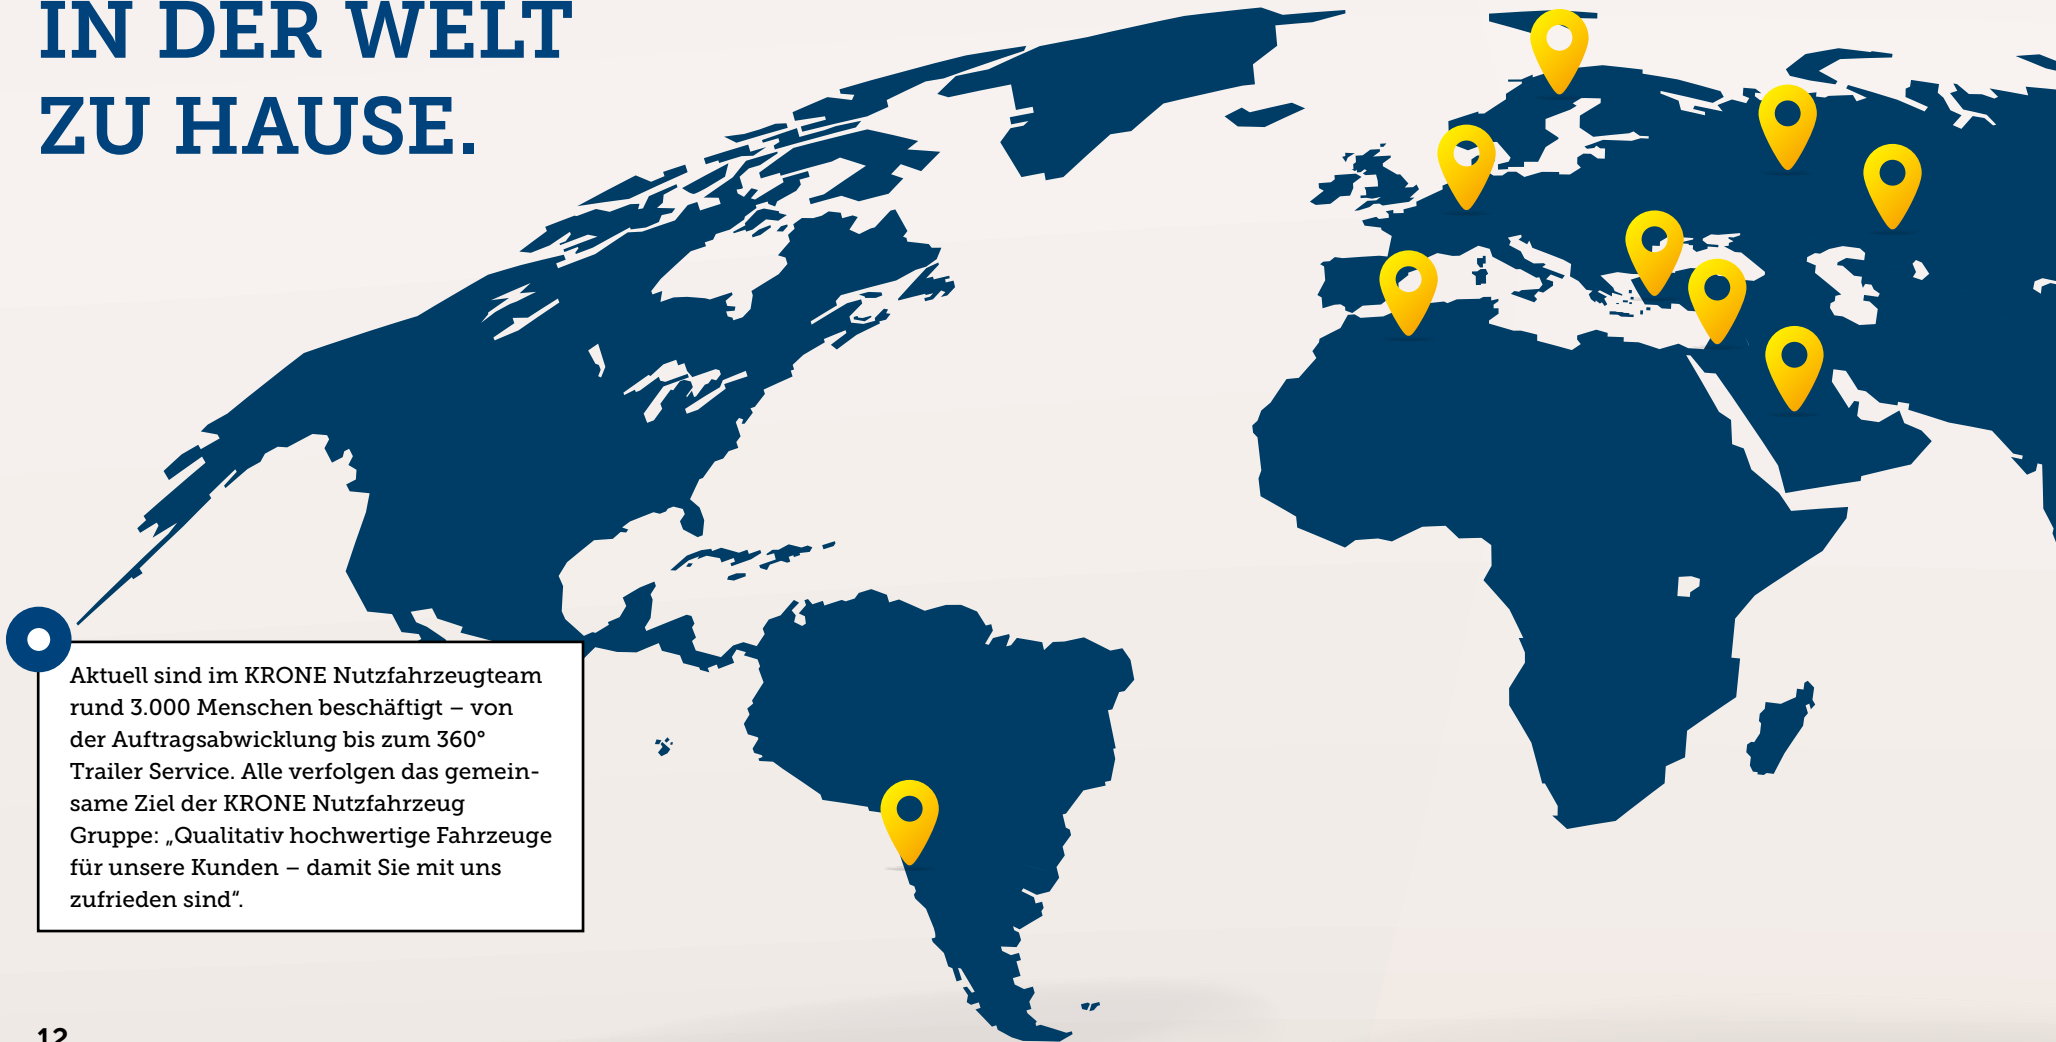 IN DER WELT
ZU HAUSE.
Aktuell sind im KRONE Nutzfahrzeugteam
rund 3.000 Menschen beschäftigt – von
der Auftragsabwicklung bis zum 360°
Trailer Service. Alle verfolgen das gemein-
same Ziel der KRONE Nutzfahrzeug
Gruppe: „Qualitativ hochwertige Fahrzeuge
für unsere Kunden – damit Sie mit uns
zufrieden sind“.
12